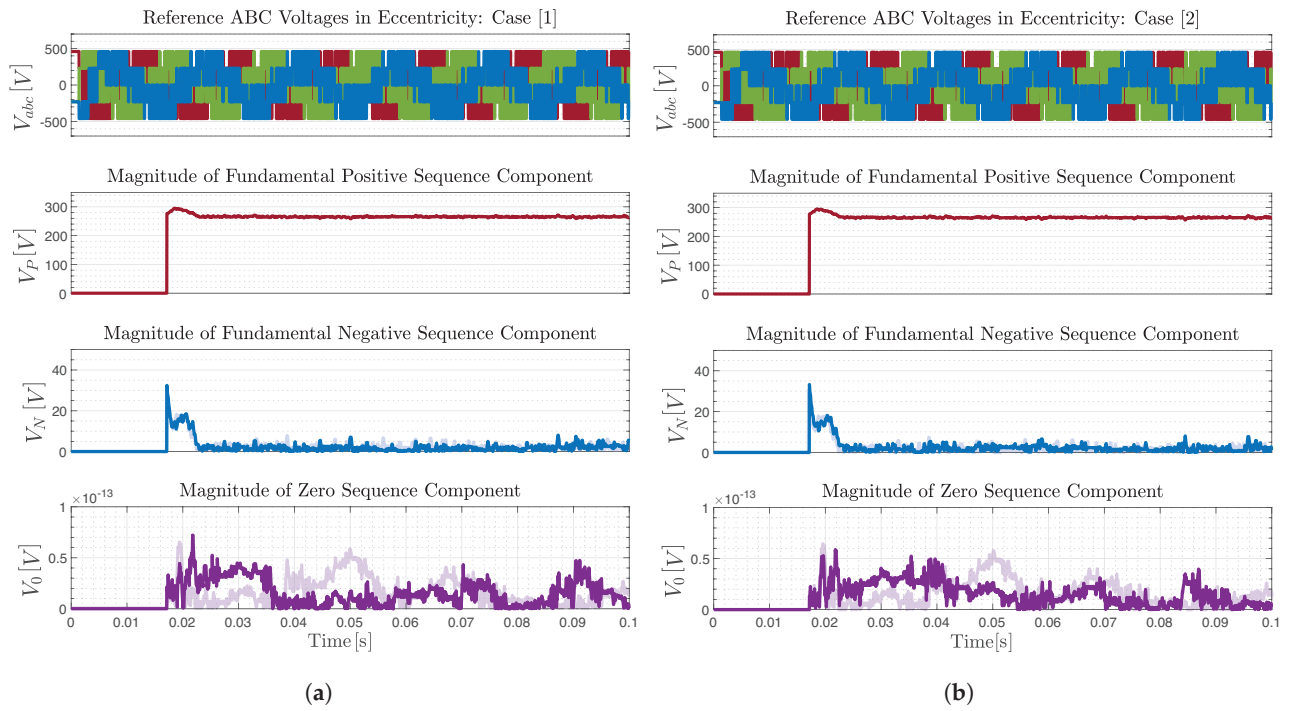 Reference ABC Voltages in Eccentricity: Case [1]
500
0
-500
V_abc [V]
Magnitude of Fundamental Positive Sequence Component
300
200
100
0
V_P [V]
Magnitude of Fundamental Negative Sequence Component
40
20
0
V_N [V]
Magnitude of Zero Sequence Component
×10^-13
1
0.5
0
V_0 [V]
0 0.01 0.02 0.03 0.04 0.05 0.06 0.07 0.08 0.09 0.1
Time[s]
(a)
Reference ABC Voltages in Eccentricity: Case [2]
500
0
-500
V_abc [V]
Magnitude of Fundamental Positive Sequence Component
300
200
100
0
V_P [V]
Magnitude of Fundamental Negative Sequence Component
40
20
0
V_N [V]
Magnitude of Zero Sequence Component
×10^-13
1
0.5
0
V_0 [V]
0 0.01 0.02 0.03 0.04 0.05 0.06 0.07 0.08 0.09 0.1
Time[s]
(b)